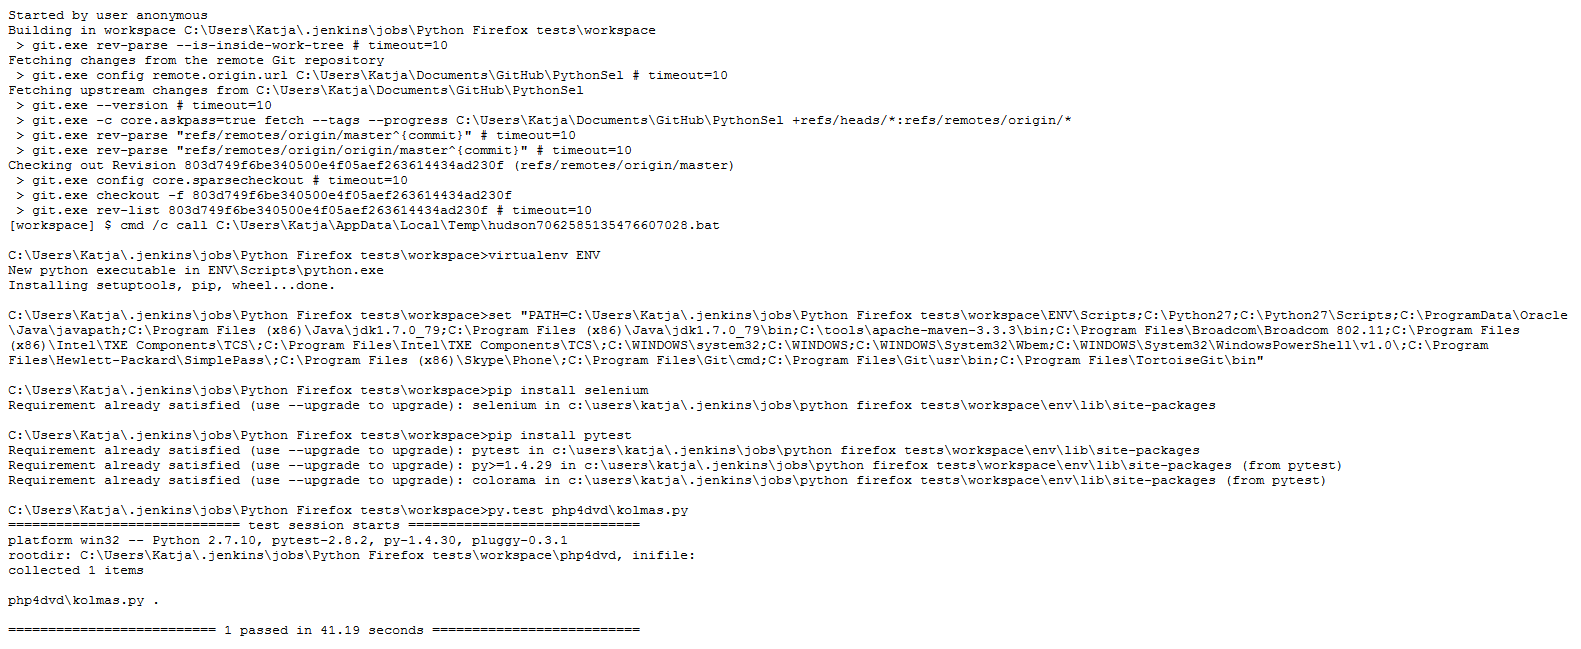 Started by user anonymous
Building in workspace C:\Users\Katja\.jenkins\jobs\Python Firefox tests\workspace
 > git.exe rev-parse --is-inside-work-tree # timeout=10
Fetching changes from the remote Git repository
 > git.exe config remote.origin.url C:\Users\Katja\Documents\GitHub\PythonSel # timeout=10
Fetching upstream changes from C:\Users\Katja\Documents\GitHub\PythonSel
 > git.exe --version # timeout=10
 > git.exe -c core.askpass=true fetch --tags --progress C:\Users\Katja\Documents\GitHub\PythonSel +refs/heads/*:refs/remotes/origin/*
 > git.exe rev-parse "refs/remotes/origin/master^{commit}" # timeout=10
 > git.exe rev-parse "refs/remotes/origin/origin/master^{commit}" # timeout=10
Checking out Revision 803d749f6be340500e4f05aef263614434ad230f (refs/remotes/origin/master)
 > git.exe config core.sparsecheckout # timeout=10
 > git.exe checkout -f 803d749f6be340500e4f05aef263614434ad230f
 > git.exe rev-list 803d749f6be340500e4f05aef263614434ad230f # timeout=10
[workspace] $ cmd /c call C:\Users\Katja\AppData\Local\Temp\hudson7062585135476607028.bat

C:\Users\Katja\.jenkins\jobs\Python Firefox tests\workspace>virtualenv ENV
New python executable in ENV\Scripts\python.exe
Installing setuptools, pip, wheel...done.

C:\Users\Katja\.jenkins\jobs\Python Firefox tests\workspace>set "PATH=C:\Users\Katja\.jenkins\jobs\Python Firefox tests\workspace\ENV\Scripts;C:\Python27;C:\Python27\Scripts;C:\ProgramData\Oracle
\Java\javapath;C:\Program Files (x86)\Java\jdk1.7.0_79;C:\Program Files (x86)\Java\jdk1.7.0_79\bin;C:\tools\apache-maven-3.3.3\bin;C:\Program Files\Broadcom\Broadcom 802.11;C:\Program Files
(x86)\Intel\TXE Components\TCS\;C:\Program Files\Intel\TXE Components\TCS\;C:\WINDOWS\system32;C:\WINDOWS;C:\WINDOWS\System32\Wbem;C:\WINDOWS\System32\WindowsPowerShell\v1.0\;C:\Program
Files\Hewlett-Packard\SimplePass\;C:\Program Files (x86)\Skype\Phone\;C:\Program Files\Git\cmd;C:\Program Files\Git\usr\bin;C:\Program Files\TortoiseGit\bin"

C:\Users\Katja\.jenkins\jobs\Python Firefox tests\workspace>pip install selenium
Requirement already satisfied (use --upgrade to upgrade): selenium in c:\users\katja\.jenkins\jobs\python firefox tests\workspace\env\lib\site-packages

C:\Users\Katja\.jenkins\jobs\Python Firefox tests\workspace>pip install pytest
Requirement already satisfied (use --upgrade to upgrade): pytest in c:\users\katja\.jenkins\jobs\python firefox tests\workspace\env\lib\site-packages
Requirement already satisfied (use --upgrade to upgrade): py>=1.4.29 in c:\users\katja\.jenkins\jobs\python firefox tests\workspace\env\lib\site-packages (from pytest)
Requirement already satisfied (use --upgrade to upgrade): colorama in c:\users\katja\.jenkins\jobs\python firefox tests\workspace\env\lib\site-packages (from pytest)

C:\Users\Katja\.jenkins\jobs\Python Firefox tests\workspace>py.test php4dvd\kolmas.py
============================= test session starts =============================
platform win32 -- Python 2.7.10, pytest-2.8.2, py-1.4.30, pluggy-0.3.1
rootdir: C:\Users\Katja\.jenkins\jobs\Python Firefox tests\workspace\php4dvd, inifile:
collected 1 items

php4dvd\kolmas.py .

========================== 1 passed in 41.19 seconds ==========================